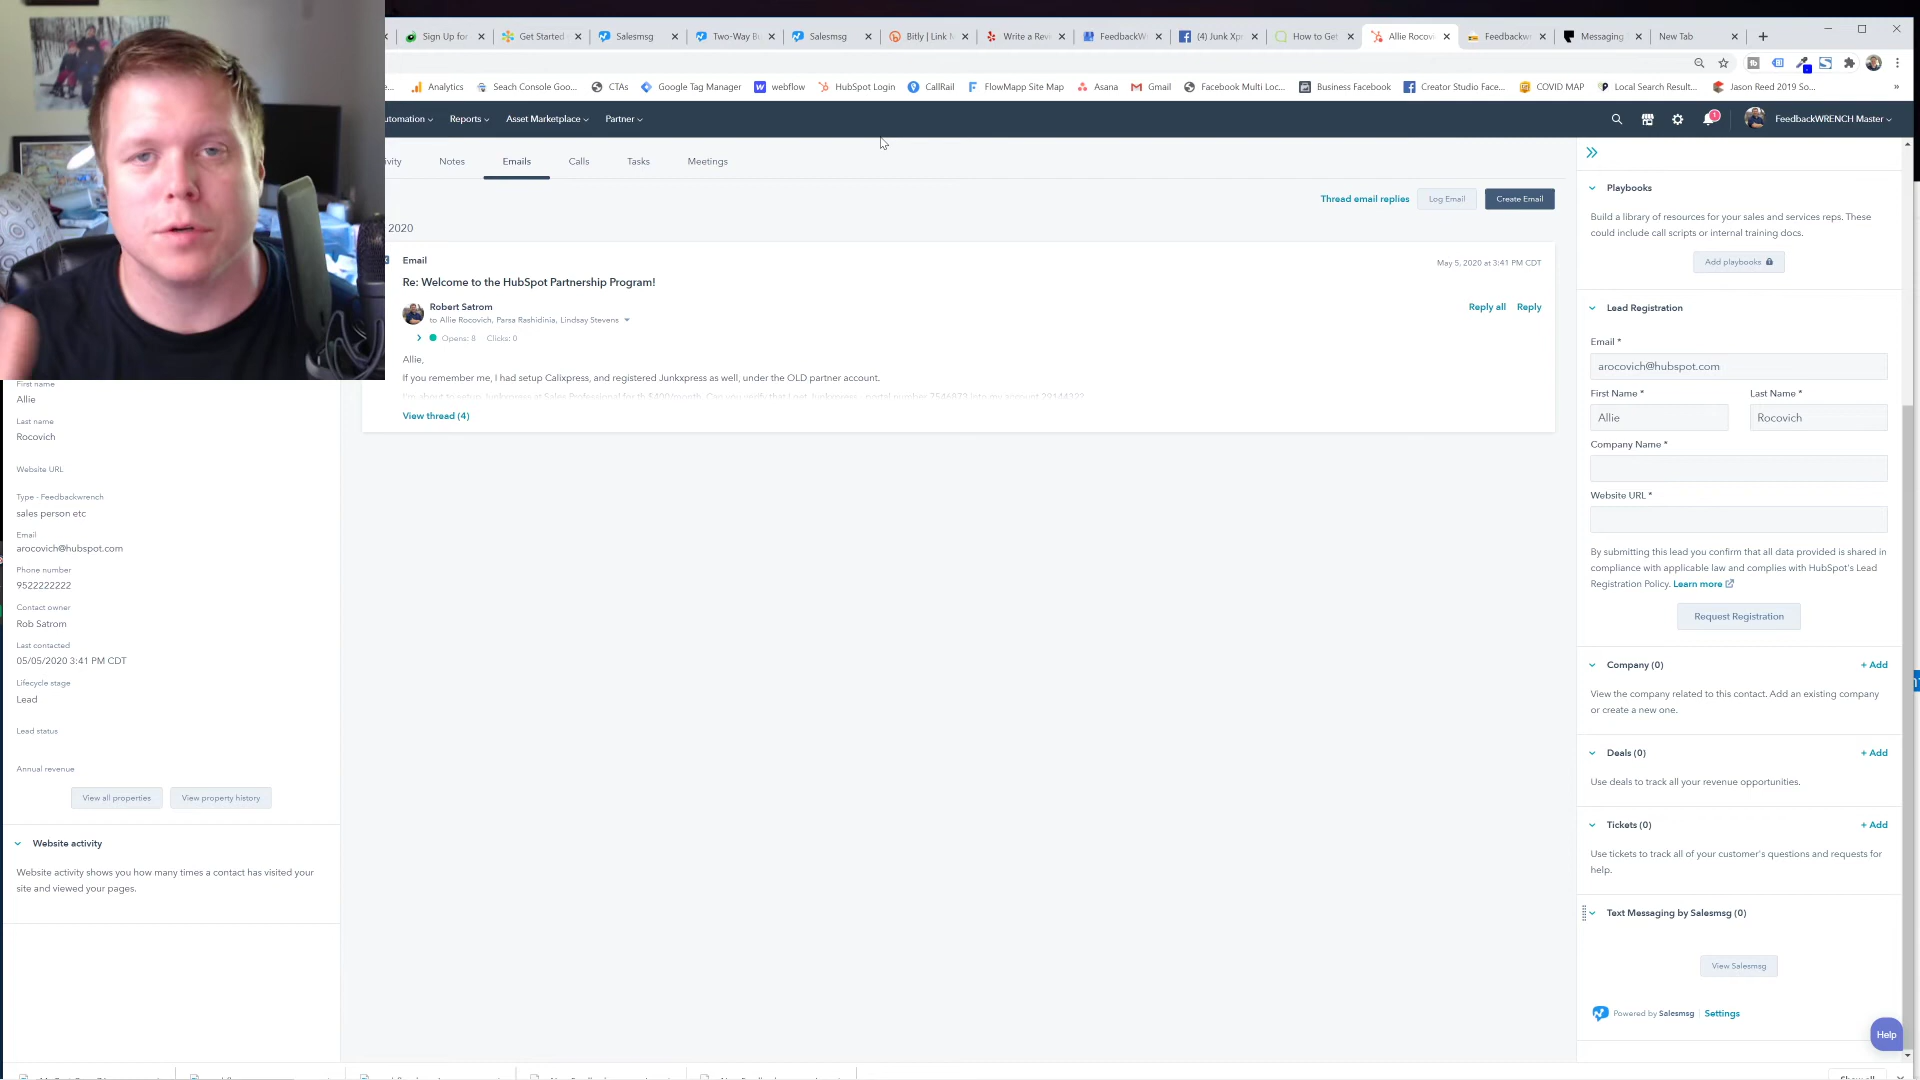 Sign Up for
Get Started
Salesmsg
Two-Way Bu
Salesmsg
Bitly | Link M
Write a Revi
FeedbackW
(4) Junk Xpr
How to Get
Allie Rocovi
Feedbackwr
Messaging
New Tab
Analytics
Seach Console Goo...
CTAs
Google Tag Manager
webflow
HubSpot Login
CallRail
FlowMapp Site Map
Asana
Gmail
Facebook Multi Loc...
Business Facebook
Creator Studio Face...
COVID MAP
Local Search Result...
Jason Reed 2019 So...
utomation
Reports
Asset Marketplace
Partner
1
FeedbackWRENCH Master
ivity
Notes
Emails
Calls
Tasks
Meetings
Thread email replies
Log Email
Create Email
2020
Email
May 5, 2020 at 3:41 PM CDT
Re: Welcome to the HubSpot Partnership Program!
Robert Satrom
to Allie Rocovich, Parsa Rashidinia, Lindsay Stevens
Reply all
Reply
Opens: 8 Clicks: 0
Allie,
If you remember me, I had setup Calixpress, and registered Junkxpress as well, under the OLD partner account.
View thread (4)
First name
Allie
Last name
Rocovich
Website URL
Type - Feedbackwrench
sales person etc
Email
arocovich@hubspot.com
Phone number
9522222222
Contact owner
Rob Satrom
Last contacted
05/05/2020 3:41 PM CDT
Lifecycle stage
Lead
Lead status
Annual revenue
View all properties
View property history
Website activity
Website activity shows you how many times a contact has visited your
site and viewed your pages.
Playbooks
Build a library of resources for your sales and services reps. These
could include call scripts or internal training docs.
Add playbooks
Lead Registration
Email *
arocovich@hubspot.com
First Name *
Last Name *
Allie
Rocovich
Company Name *
Website URL *
By submitting this lead you confirm that all data provided is shared in
compliance with applicable law and complies with HubSpot's Lead
Registration Policy. Learn more
Request Registration
Company (0)
+ Add
View the company related to this contact. Add an existing company
or create a new one.
Deals (0)
+ Add
Use deals to track all your revenue opportunities.
Tickets (0)
+ Add
Use tickets to track all of your customer's questions and requests for
help.
Text Messaging by Salesmsg (0)
View Salesmsg
Powered by Salesmsg
Settings
Help